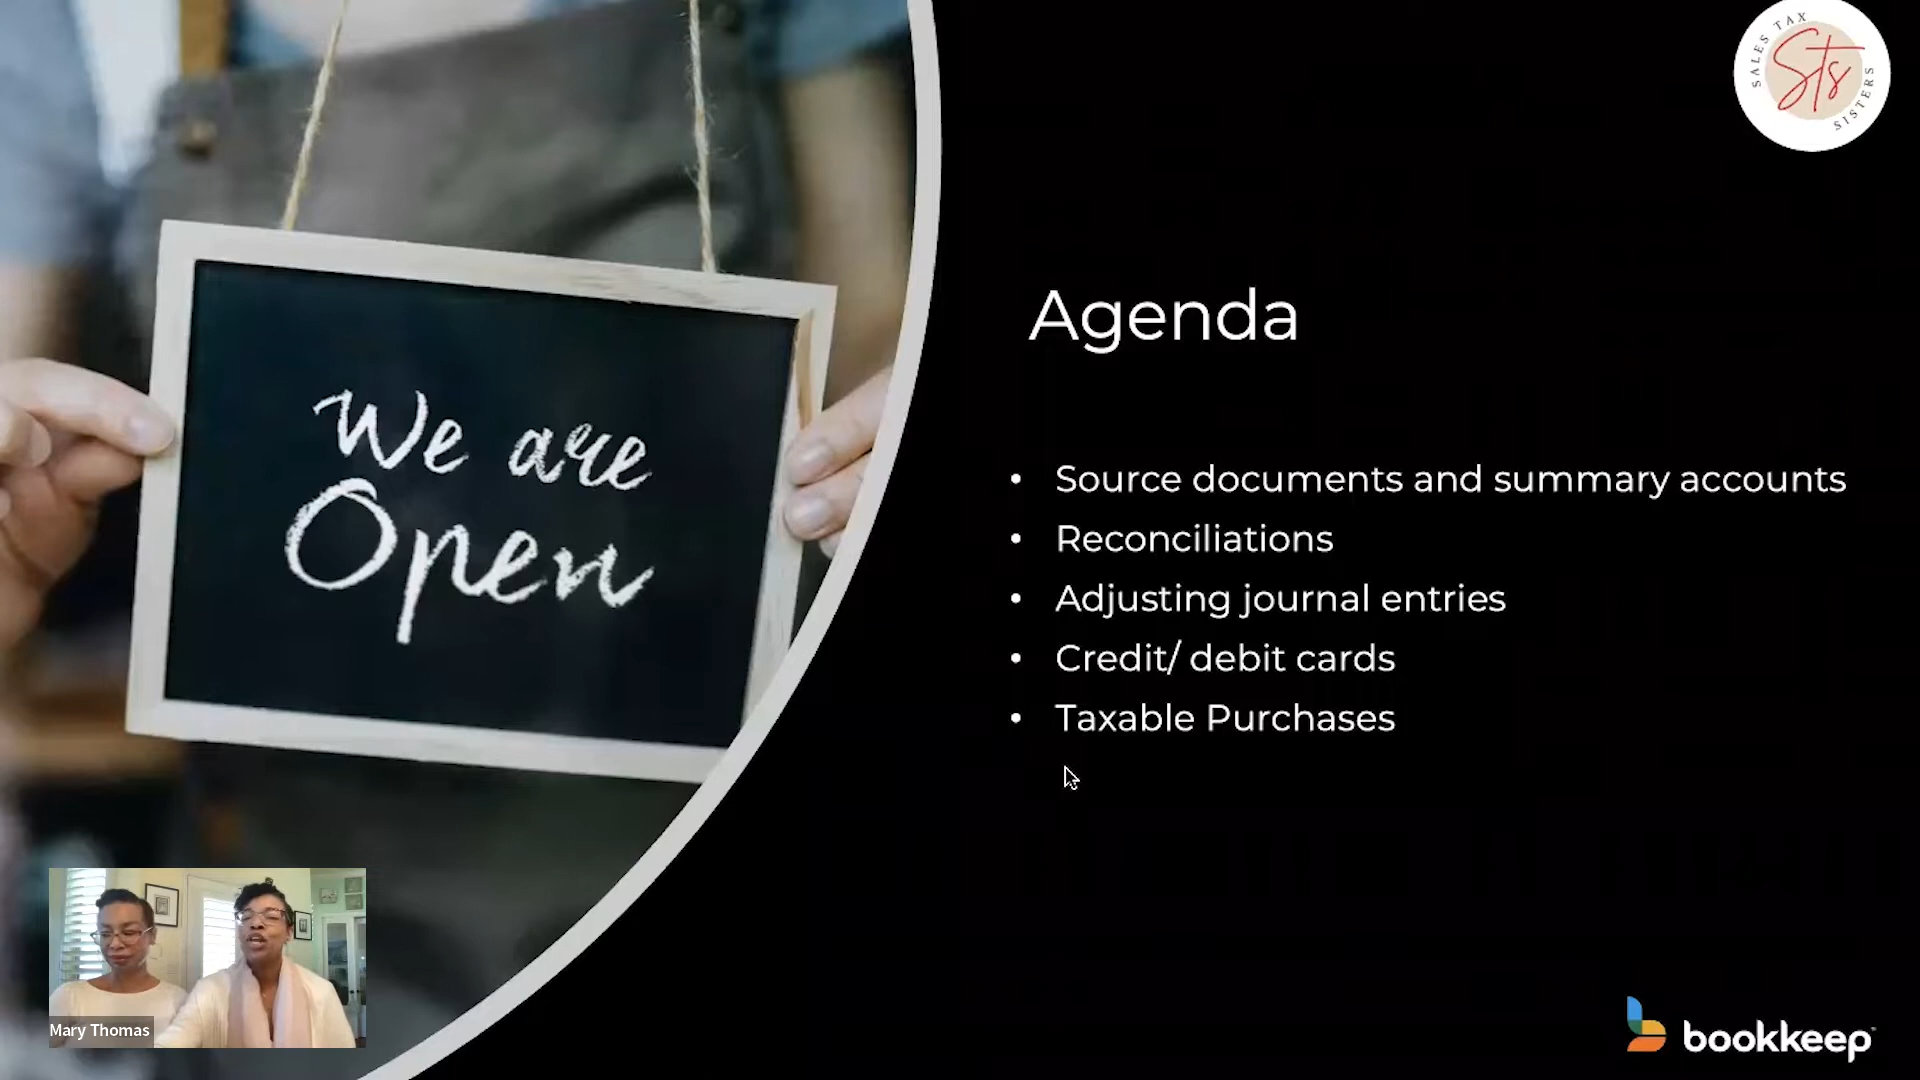 SALES TAX
Sts
SISTERS
We are
Open
Agenda
• Source documents and summary accounts
• Reconciliations
• Adjusting journal entries
• Credit/ debit cards
• Taxable Purchases
Mary Thomas
bookkeep